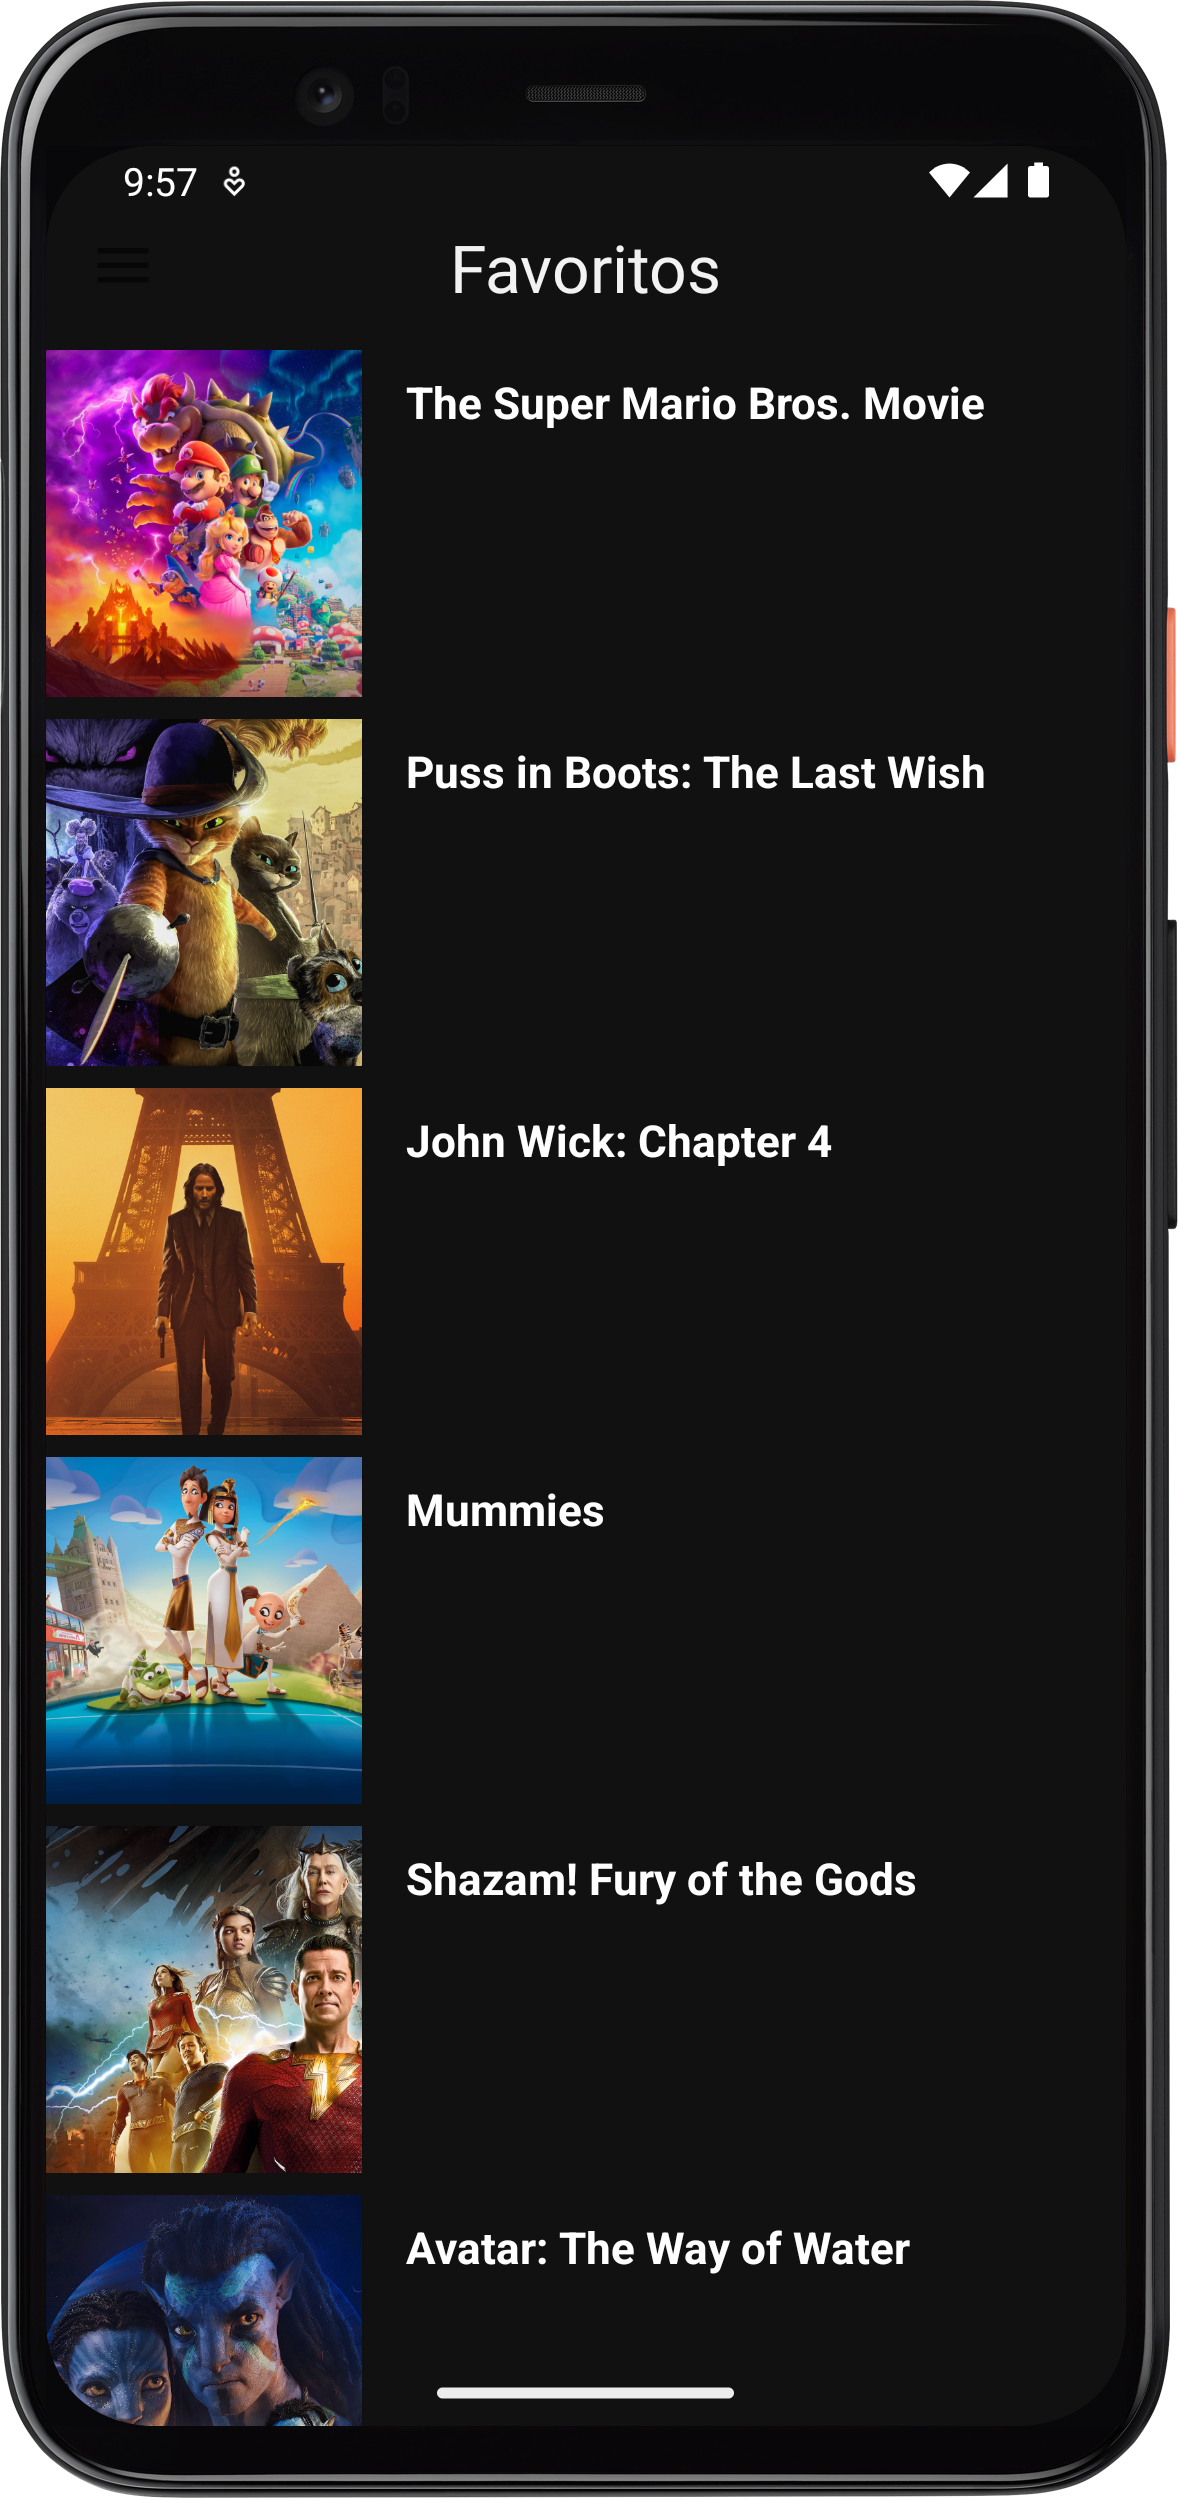 9:57
Favoritos
The Super Mario Bros. Movie
Puss in Boots: The Last Wish
John Wick: Chapter 4
Mummies
Shazam! Fury of the Gods
Avatar: The Way of Water